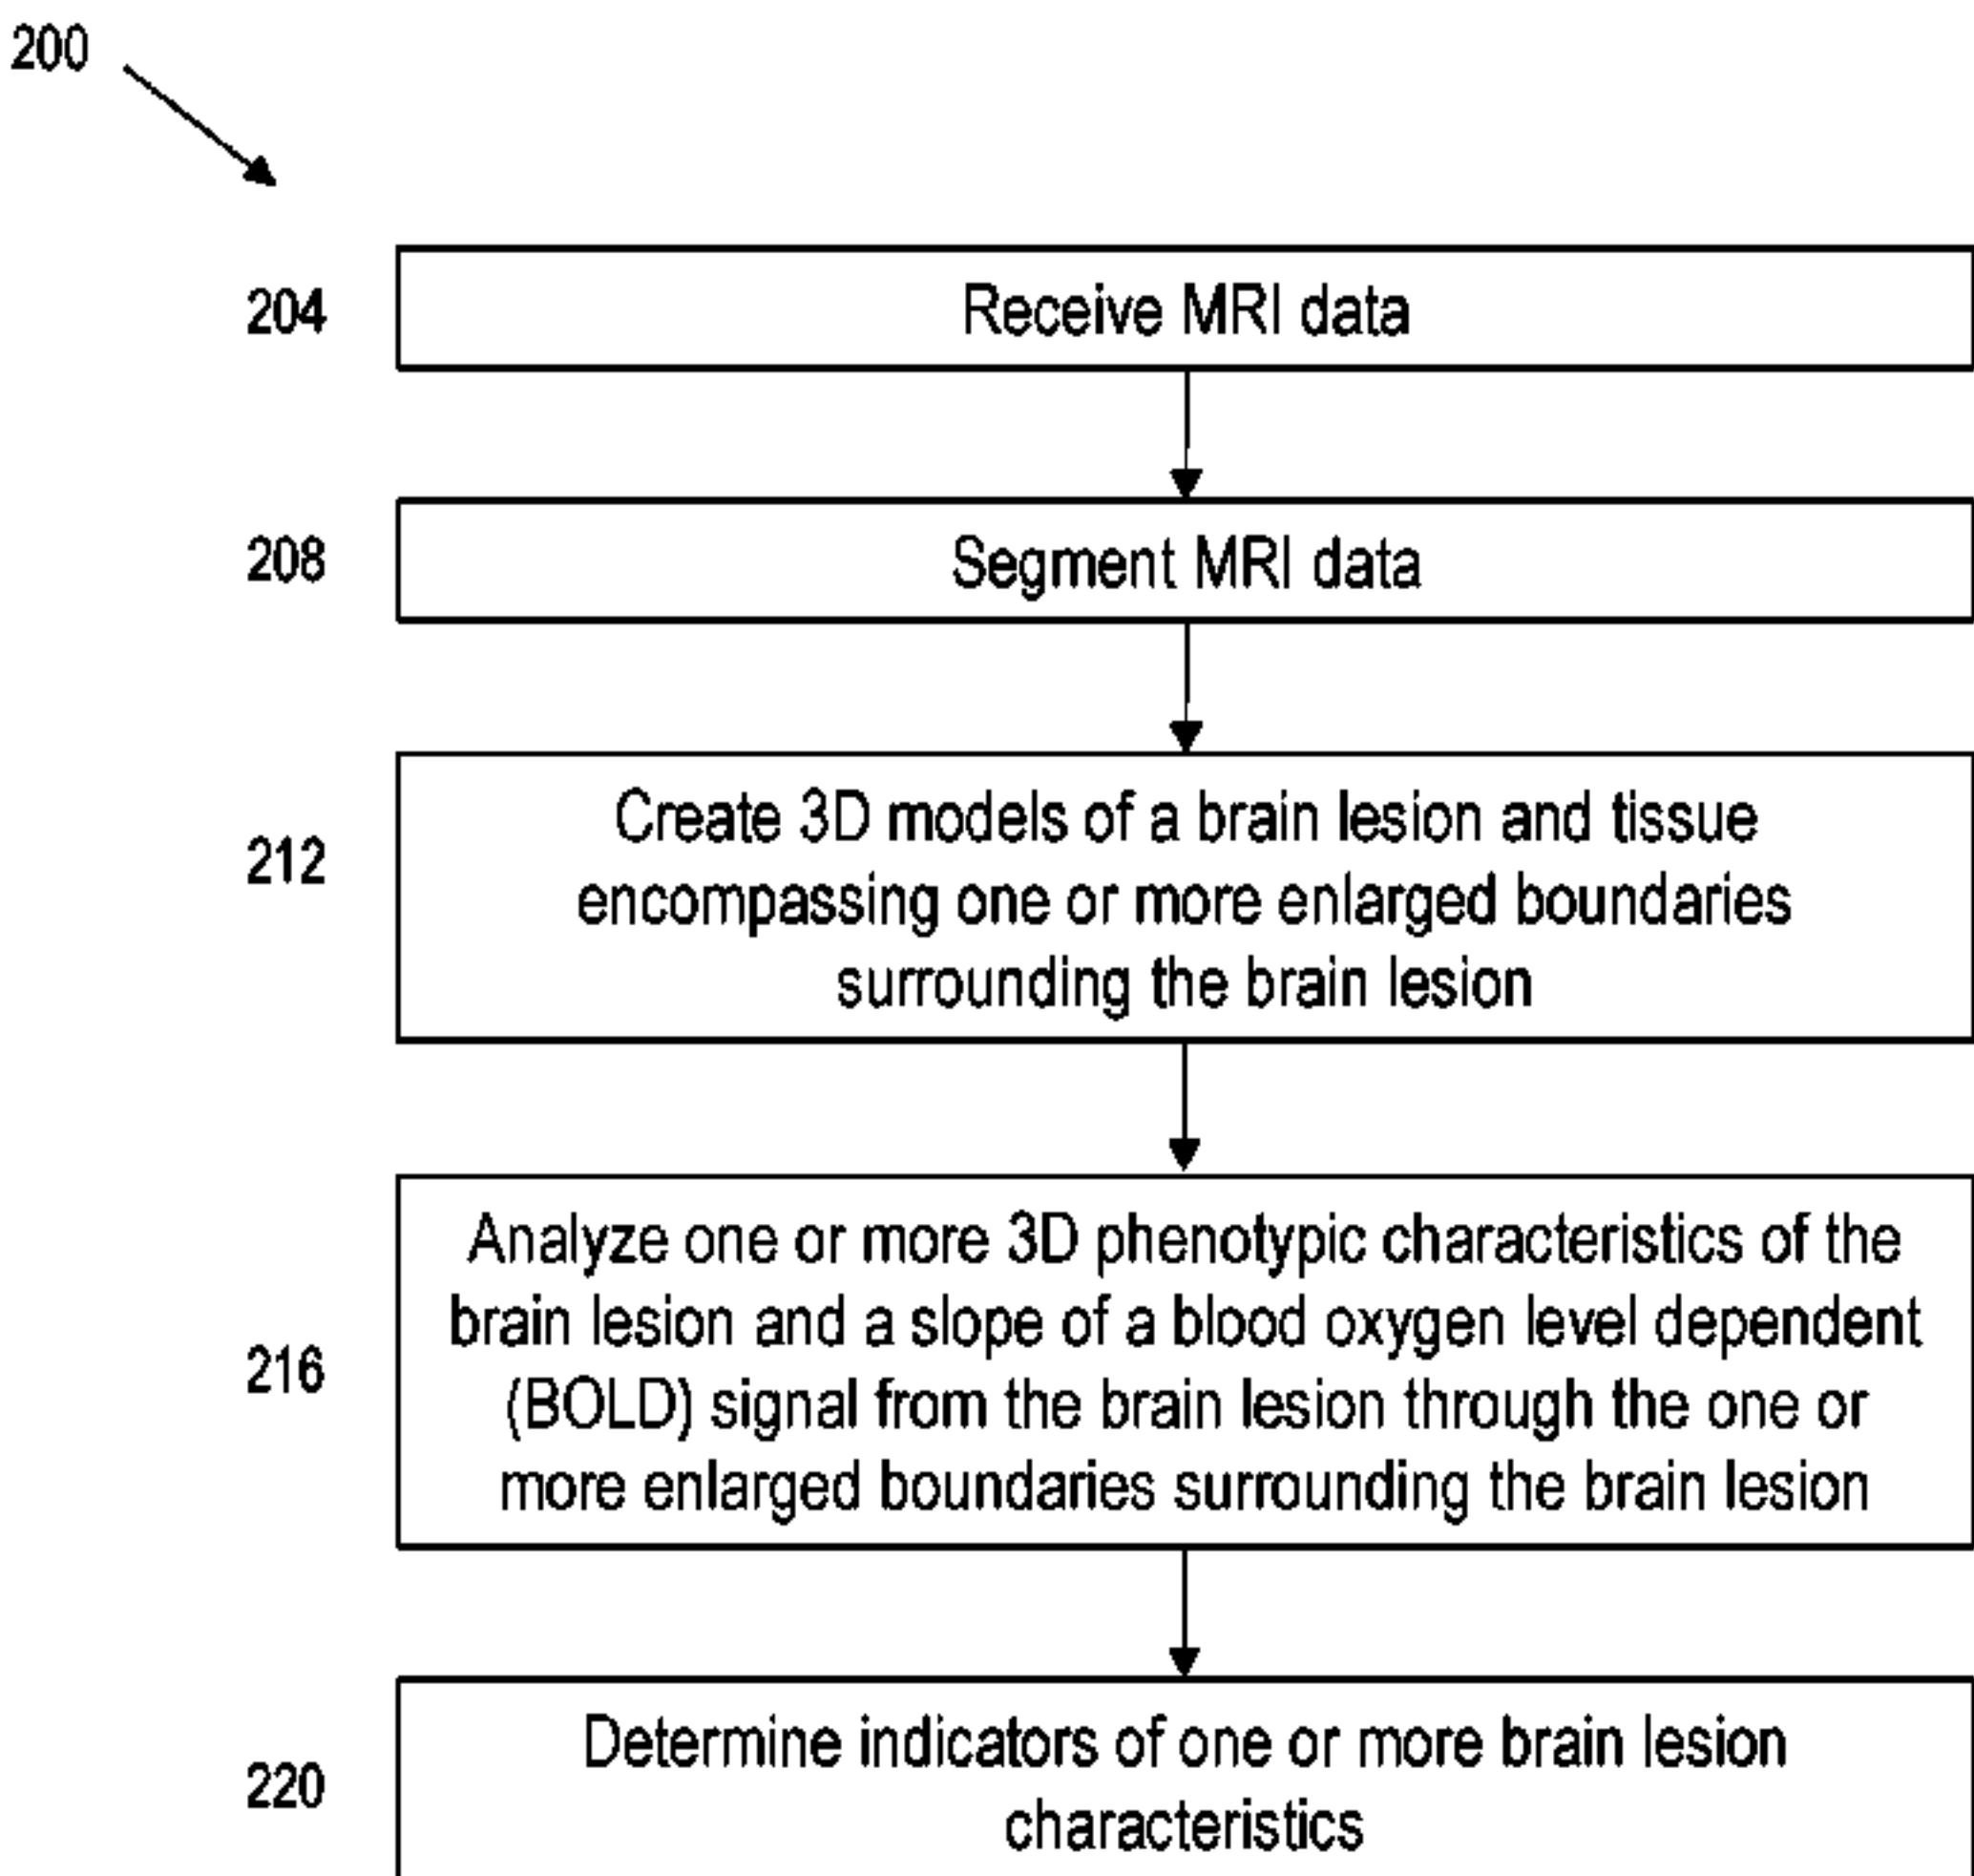 200
204
Receive MRI data
208
Segment MRI data
212
Create 3D models of a brain lesion and tissue
encompassing one or more enlarged boundaries
surrounding the brain lesion
216
Analyze one or more 3D phenotypic characteristics of the
brain lesion and a slope of a blood oxygen level dependent
(BOLD) signal from the brain lesion through the one or
more enlarged boundaries surrounding the brain lesion
220
Determine indicators of one or more brain lesion
characteristics